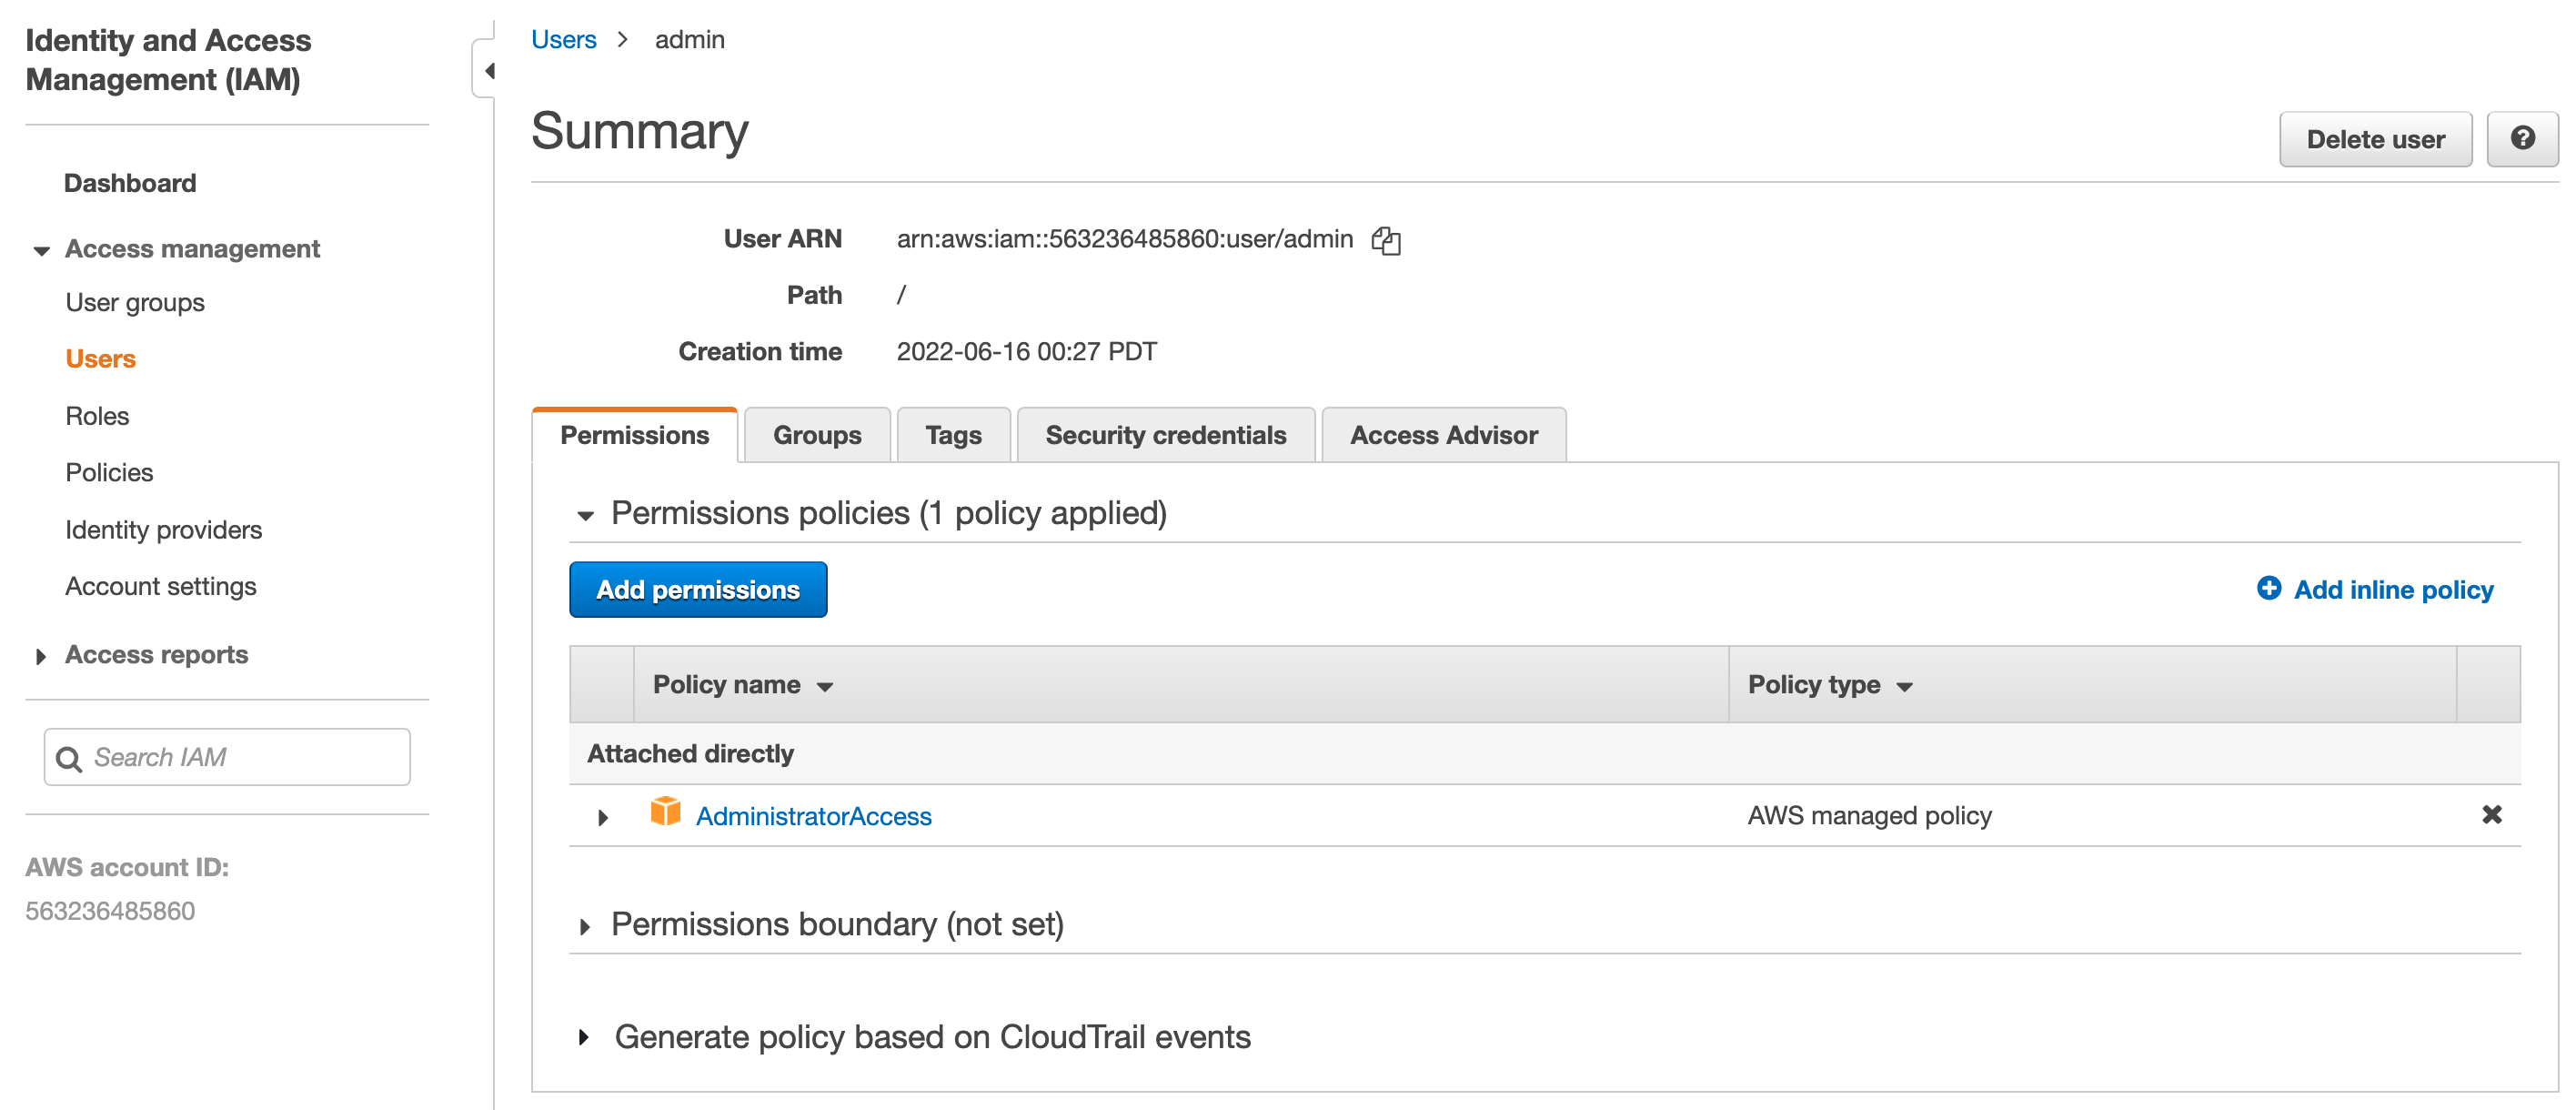 Identity and Access
Management (IAM)
Dashboard
Access management
User groups
Users
Roles
Policies
Identity providers
Account settings
Access reports
Search IAM
AWS account ID:
563236485860
Users > admin
Summary
Delete user
User ARN arn:aws:iam::563236485860:user/admin
Path /
Creation time 2022-06-16 00:27 PDT
Permissions Groups Tags Security credentials Access Advisor
Permissions policies (1 policy applied)
Add permissions Add inline policy
Policy name Policy type
Attached directly
AdministratorAccess AWS managed policy
Permissions boundary (not set)
Generate policy based on CloudTrail events